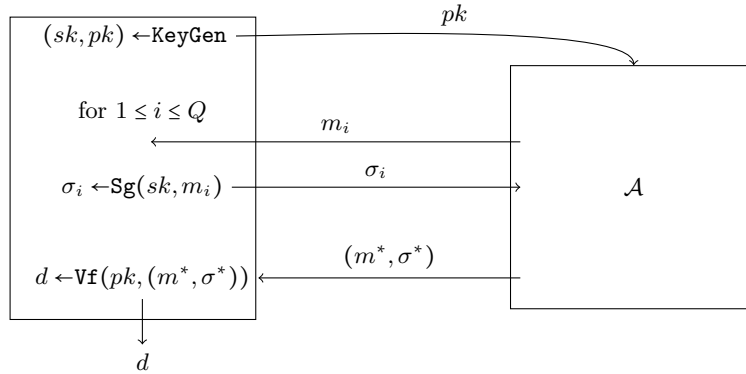 pk
(sk, pk) ←KeyGen
for 1 ≤ i ≤ Q
m_i
σ_i ←Sg(sk, m_i)
σ_i
𝒜
(m^*, σ^*)
d ←Vf(pk, (m^*, σ^*))
d